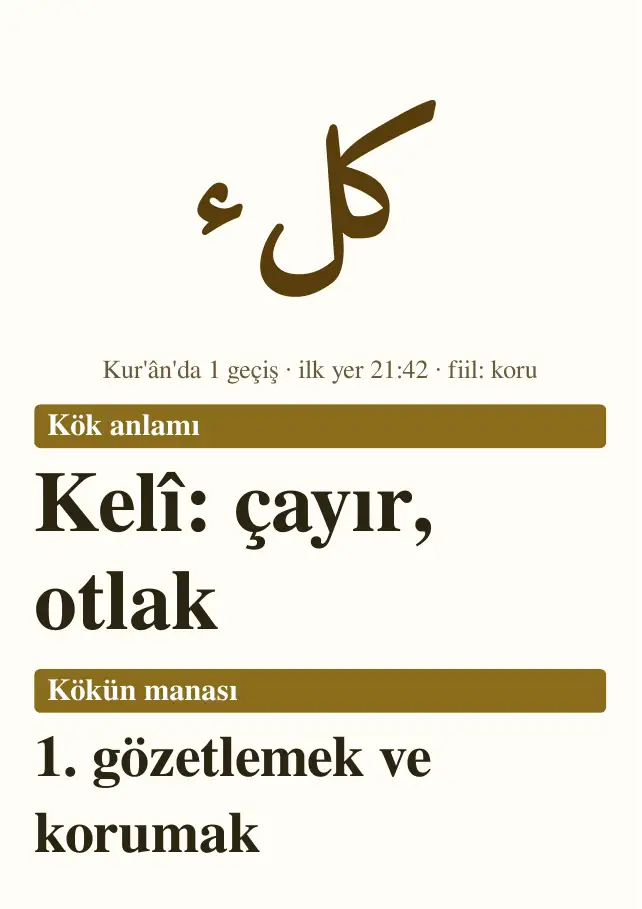 كل ء
Kur'ân'da 1 geçiş · ilk yer 21:42 · fiil: koru
Kök anlamı
Kelî: çayır,
otlak
Kökün manası
1. gözetlemek ve
korumak